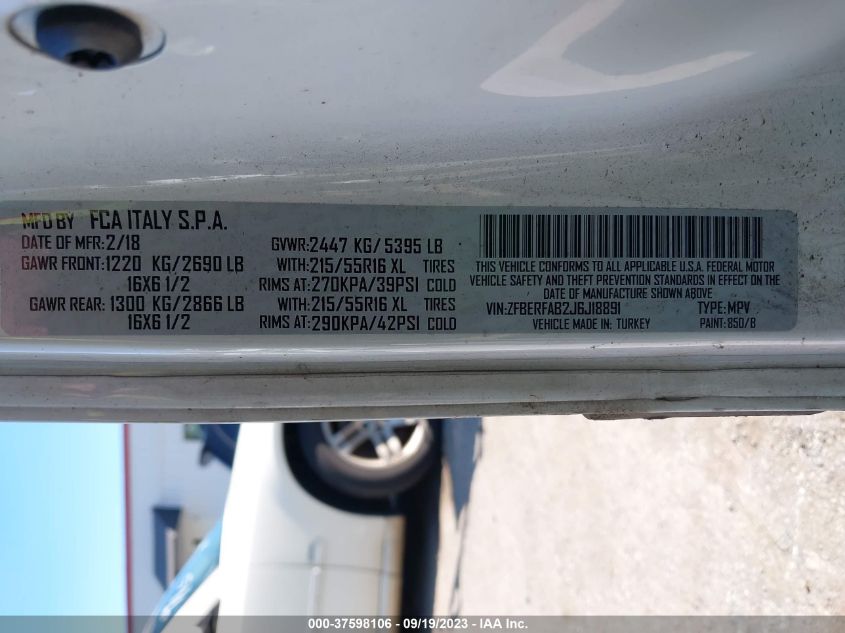 MFD BY FCA ITALY S.P.A.
DATE OF MFR: 2/18 GVWR: 2447 KG/ 5395 LB
GAWR FRONT: 1220 KG/2690 LB WITH: 215/55R16 XL TIRES
16X6 1/2 RIMS AT: 270KPA/39PSI COLD
GAWR REAR: 1300 KG/2866 LB WITH: 215/55R16 XL TIRES
16X6 1/2 RIMS AT: 290KPA/42PSI COLD
THIS VEHICLE CONFORMS TO ALL APPLICABLE U.S.A. FEDERAL MOTOR
VEHICLE SAFETY AND THEFT PREVENTION STANDARDS IN EFFECT ON
THE DATE OF MANUFACTURE SHOWN ABOVE
VIN: ZFBERFAB2J6J18891 TYPE: MPV
VEHICLE MADE IN: TURKEY PAINT: 850/B
000-37598106 - 09/19/2023 - IAA Inc.